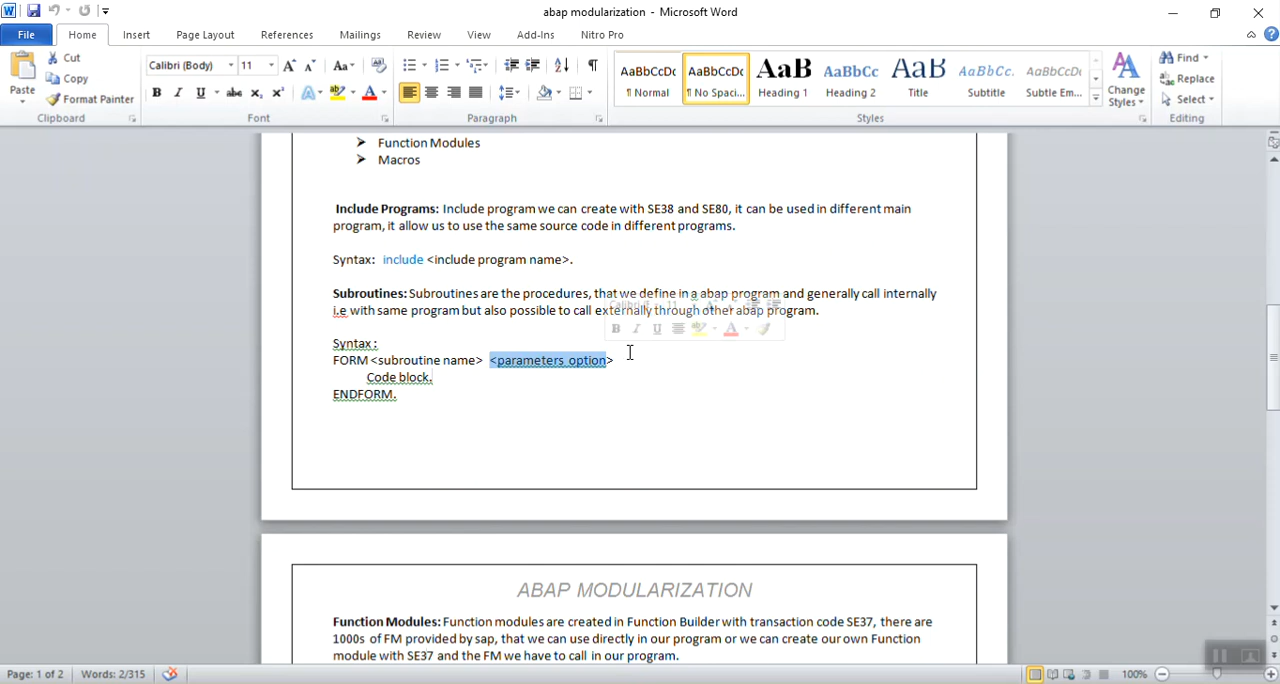 abap modularization - Microsoft Word
File Home Insert Page Layout References Mailings Review View Add-Ins Nitro Pro
Cut
Copy
Format Painter
Paste
Clipboard
Calibri (Body) 11
Font
Paragraph
AaBbCcDc AaBbCcDc AaB AaBbCc AaB AaBbCc. AaBbCcDc
¶ Normal ¶ No Spaci... Heading 1 Heading 2 Title Subtitle Subtle Em...
Styles
Change
Styles
Find
Replace
Select
Editing
Function Modules
Macros
Include Programs: Include program we can create with SE38 and SE80, it can be used in different main
program, it allow us to use the same source code in different programs.
Syntax: include <include program name>.
Subroutines: Subroutines are the procedures, that we define in a abap program and generally call internally
i.e with same program but also possible to call externally through other abap program.
Syntax :
FORM <subroutine name> <parameters option>
Code block.
ENDFORM.
ABAP MODULARIZATION
Function Modules: Function modules are created in Function Builder with transaction code SE37, there are
1000s of FM provided by sap, that we can use directly in our program or we can create our own Function
module with SE37 and the FM we have to call in our program.
Page: 1 of 2 Words: 2/315 100%